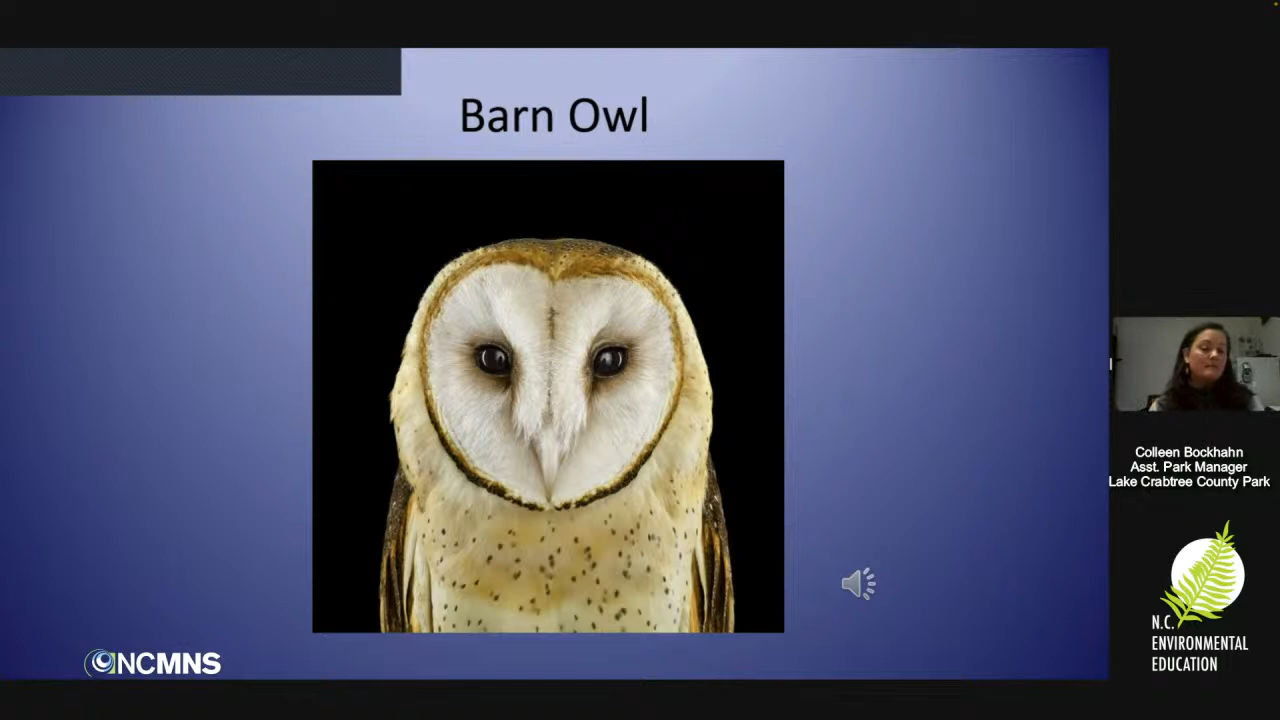 Barn Owl
Colleen Bockhahn
Asst. Park Manager
Lake Crabtree County Park
NCMNS
N.C.
ENVIRONMENTAL
EDUCATION